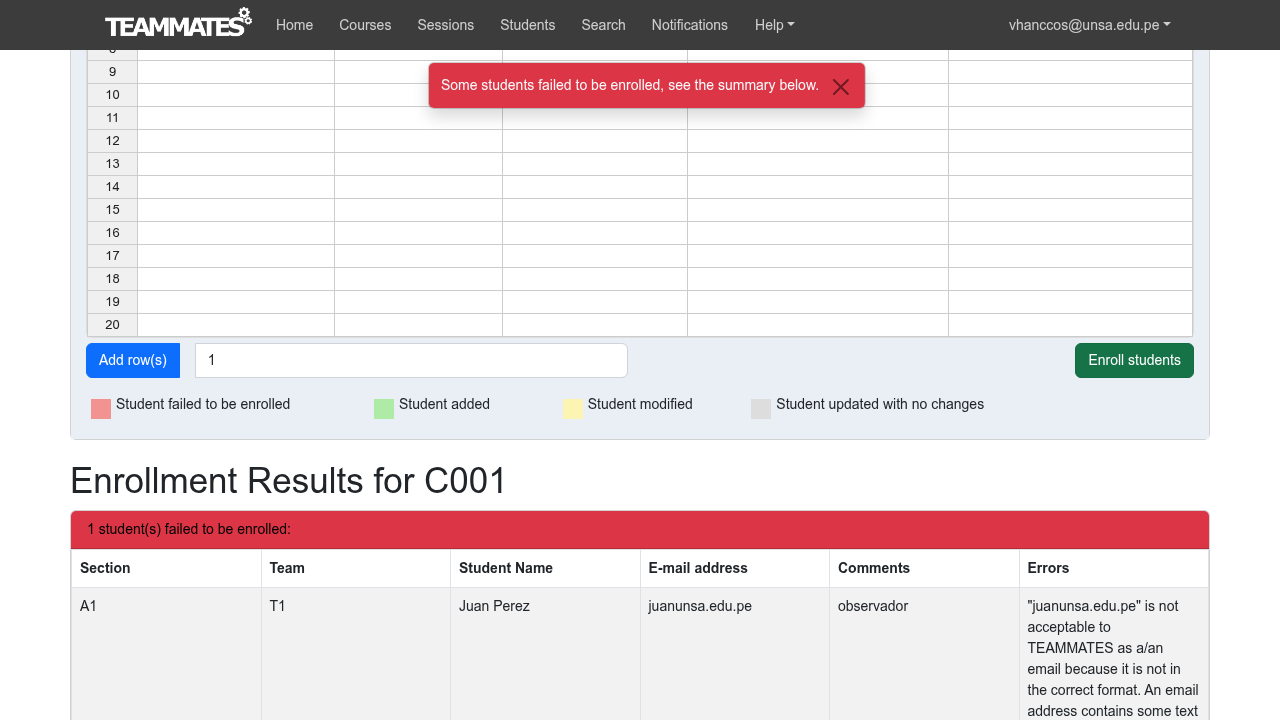 TEAMMATES Home Courses Sessions Students Search Notifications Help vhanccos@unsa.edu.pe
9
Some students failed to be enrolled, see the summary below.
10
11
12
13
14
15
16
17
18
19
20
Add row(s) 1 Enroll students
Student failed to be enrolled Student added Student modified Student updated with no changes
Enrollment Results for C001
1 student(s) failed to be enrolled:
Section Team Student Name E-mail address Comments Errors
A1 T1 Juan Perez juanunsa.edu.pe observador "juanunsa.edu.pe" is not
acceptable to
TEAMMATES as a/an
email because it is not in
the correct format. An email
address contains some text